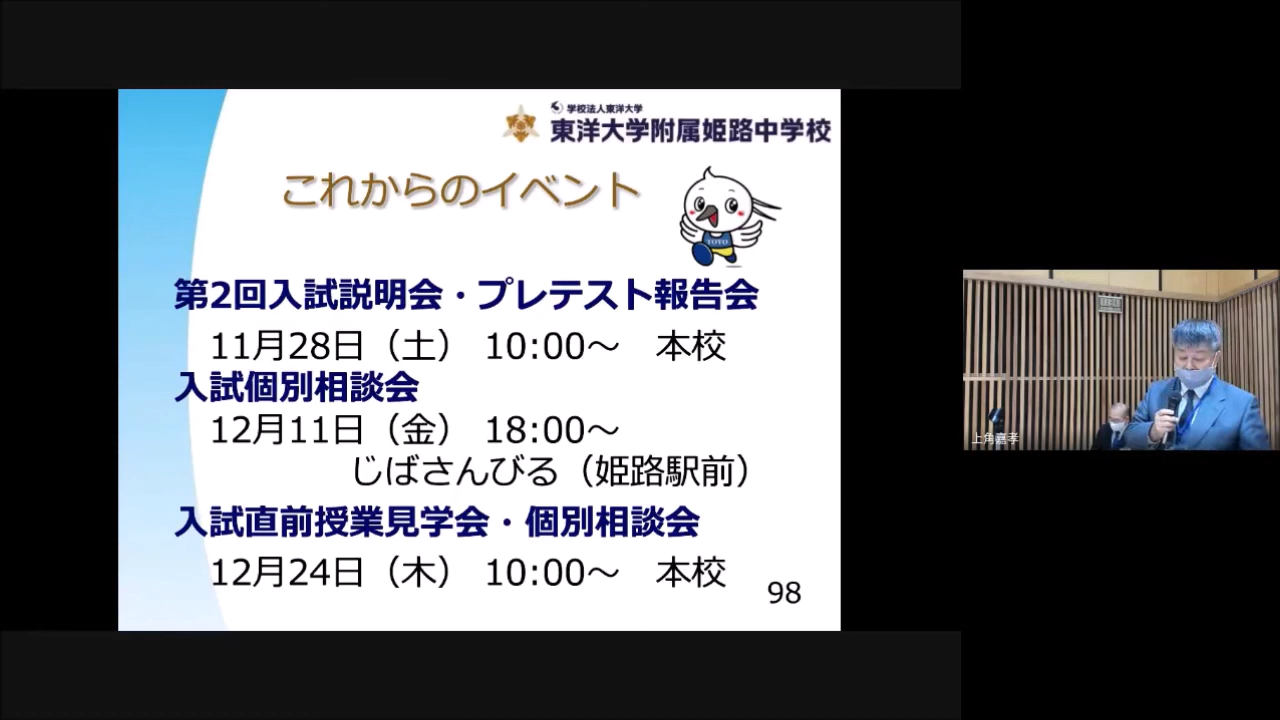 学校法人東洋大学
東洋大学附属姫路中学校
これからのイベント
TOYO
第2回入試説明会・プレテスト報告会
11月28日（土） 10:00～　本校
入試個別相談会
12月11日（金） 18:00～
じばさんびる（姫路駅前）
入試直前授業見学会・個別相談会
12月24日（木） 10:00～　本校
98
上角嘉孝